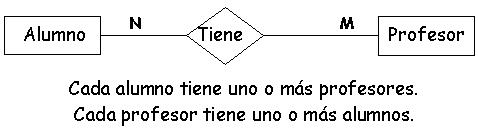 Alumno N Tiene M Profesor
Cada alumno tiene uno o más profesores.
Cada profesor tiene uno o más alumnos.